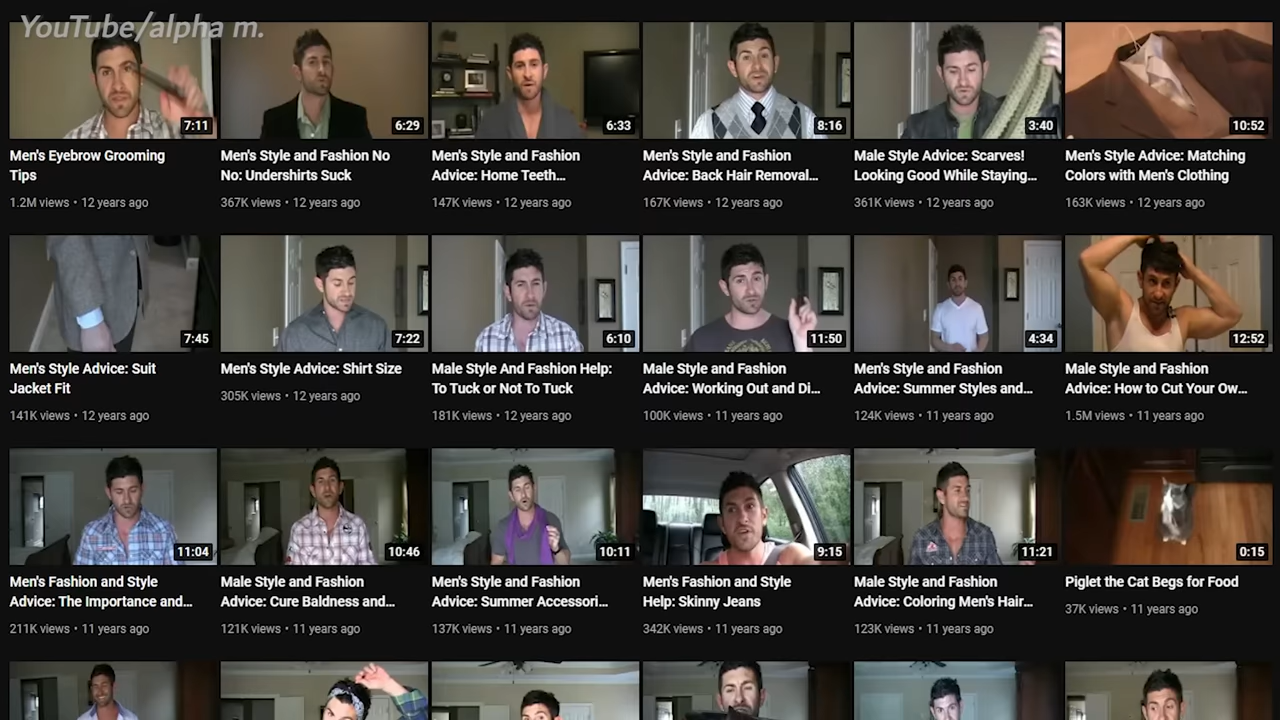 YouTube/alpha m.
7:11
6:29
6:33
8:16
3:40
10:52
Men's Eyebrow Grooming
Tips
1.2M views • 12 years ago
Men's Style and Fashion No
No: Undershirts Suck
367K views • 12 years ago
Men's Style and Fashion
Advice: Home Teeth...
147K views • 12 years ago
Men's Style and Fashion
Advice: Back Hair Removal...
167K views • 12 years ago
Male Style Advice: Scarves!
Looking Good While Staying...
361K views • 12 years ago
Men's Style Advice: Matching
Colors with Men's Clothing
163K views • 12 years ago
7:45
7:22
6:10
11:50
4:34
12:52
Men's Style Advice: Suit
Jacket Fit
141K views • 12 years ago
Men's Style Advice: Shirt Size
305K views • 12 years ago
Male Style And Fashion Help:
To Tuck or Not To Tuck
181K views • 12 years ago
Male Style and Fashion
Advice: Working Out and Di...
100K views • 11 years ago
Men's Style and Fashion
Advice: Summer Styles and...
124K views • 11 years ago
Male Style and Fashion
Advice: How to Cut Your Ow...
1.5M views • 11 years ago
11:04
10:46
10:11
9:15
11:21
0:15
Men's Fashion and Style
Advice: The Importance and...
211K views • 11 years ago
Male Style and Fashion
Advice: Cure Baldness and...
121K views • 11 years ago
Men's Style and Fashion
Advice: Summer Accessori...
137K views • 11 years ago
Men's Fashion and Style
Help: Skinny Jeans
342K views • 11 years ago
Male Style and Fashion
Advice: Coloring Men's Hair...
123K views • 11 years ago
Piglet the Cat Begs for Food
37K views • 11 years ago